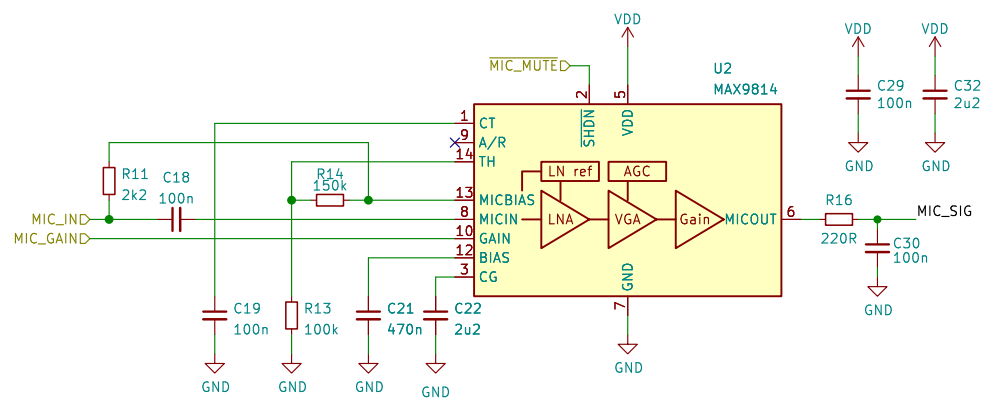 VDD
VDD
VDD
MIC_MUTE
U2
MAX9814
2
5
C29
100n
C32
2u2
SHDN
VDD
1
CT
9
A/R
14
TH
GND
GND
R11
2k2
C18
100n
R14
150k
LN ref
AGC
13
MICBIAS
MIC_IN
8
MICIN
LNA
VGA
Gain
MICOUT
6
R16
220R
MIC_SIG
MIC_GAIN
10
GAIN
12
BIAS
3
CG
C30
100n
GND
7
GND
C19
100n
R13
100k
C21
470n
C22
2u2
GND
GND
GND
GND
GND